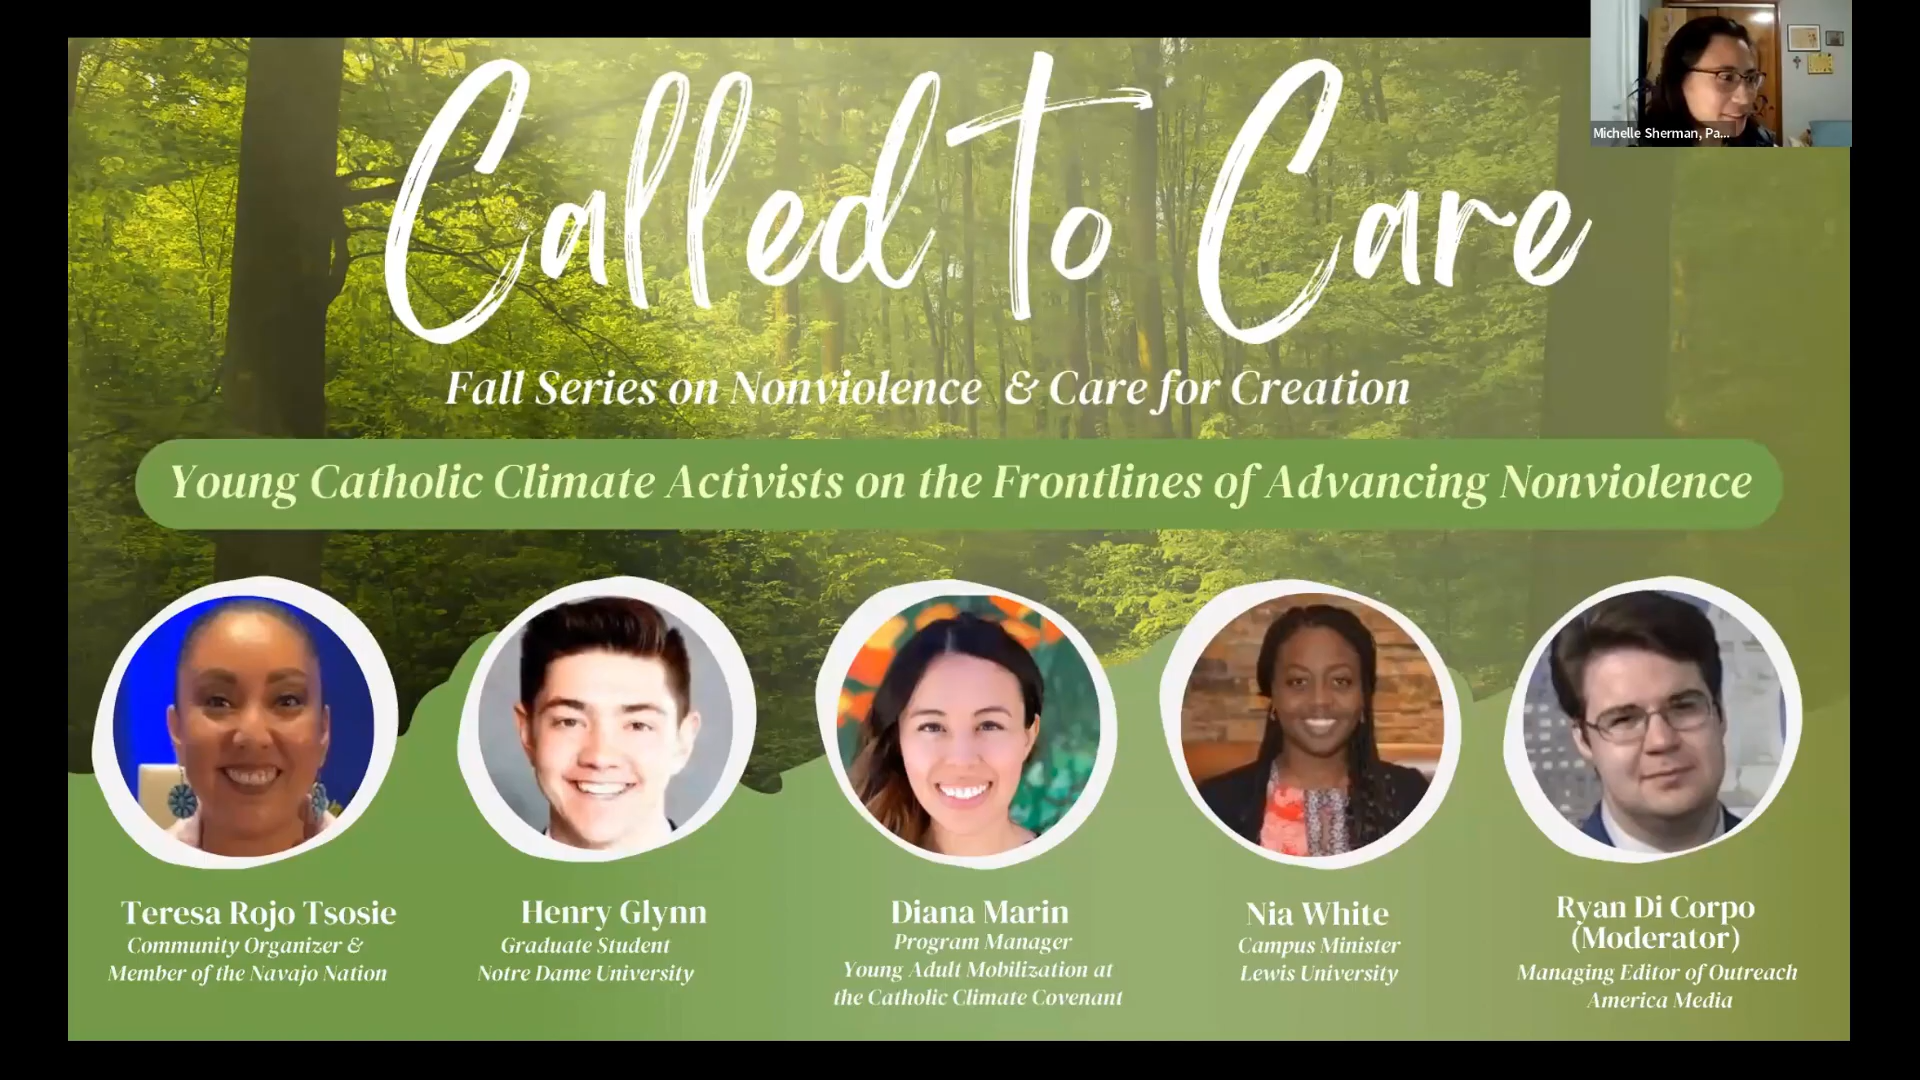 Called to Care
Michelle Sherman, Pa...
Fall Series on Nonviolence & Care for Creation
Young Catholic Climate Activists on the Frontlines of Advancing Nonviolence
Teresa Rojo Tsosie
Community Organizer &
Member of the Navajo Nation
Henry Glynn
Graduate Student
Notre Dame University
Diana Marin
Program Manager
Young Adult Mobilization at
the Catholic Climate Covenant
Nia White
Campus Minister
Lewis University
Ryan Di Corpo
(Moderator)
Managing Editor of Outreach
America Media